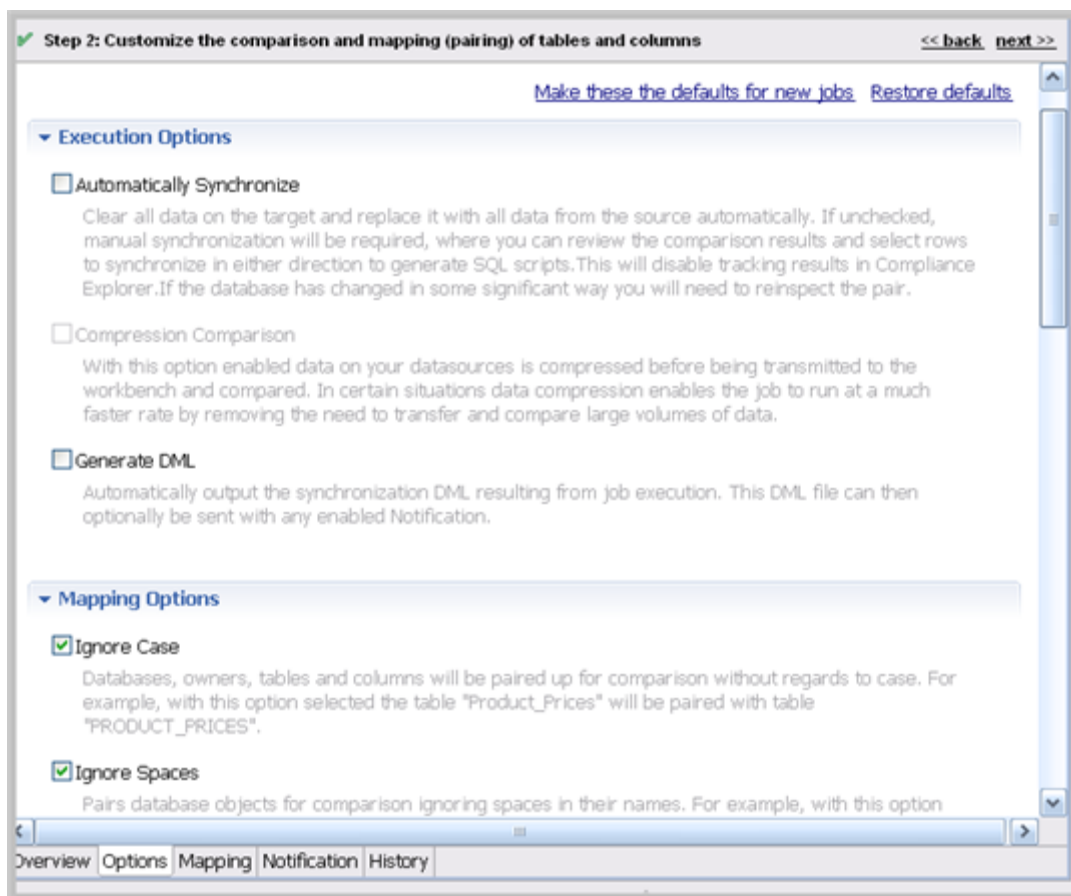 Step 2: Customize the comparison and mapping (pairing) of tables and columns
<< back next >>
Make these the defaults for new jobs Restore defaults
Execution Options
Automatically Synchronize
Clear all data on the target and replace it with all data from the source automatically. If unchecked,
manual synchronization will be required, where you can review the comparison results and select rows
to synchronize in either direction to generate SQL scripts.This will disable tracking results in Compliance
Explorer.If the database has changed in some significant way you will need to reinspect the pair.
Compression Comparison
With this option enabled data on your datasources is compressed before being transmitted to the
workbench and compared. In certain situations data compression enables the job to run at a much
faster rate by removing the need to transfer and compare large volumes of data.
Generate DML
Automatically output the synchronization DML resulting from job execution. This DML file can then
optionally be sent with any enabled Notification.
Mapping Options
Ignore Case
Databases, owners, tables and columns will be paired up for comparison without regards to case. For
example, with this option selected the table "Product_Prices" will be paired with table
"PRODUCT_PRICES".
Ignore Spaces
Pairs database objects for comparison ignoring spaces in their names. For example, with this option
Overview Options Mapping Notification History